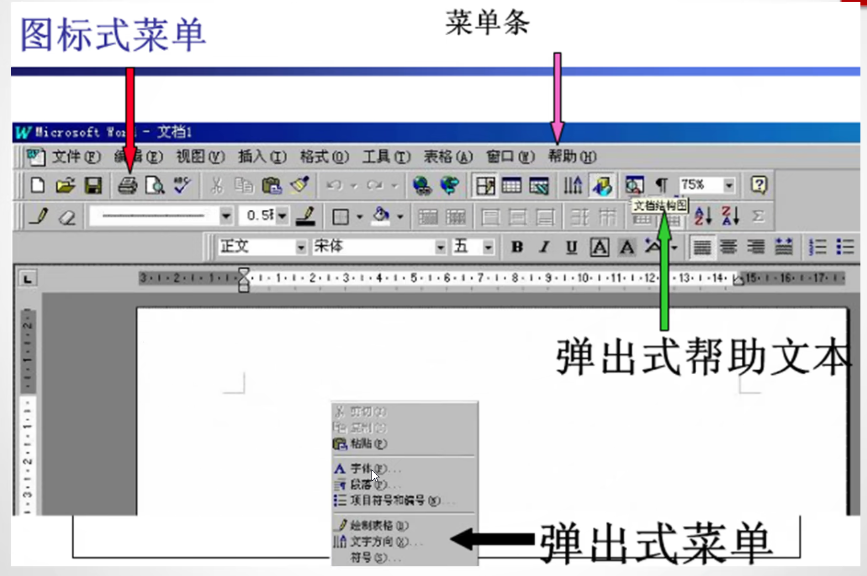 图标式菜单
菜单条
Microsoft Word - 文档1
文件(F) 编辑(E) 视图(V) 插入(I) 格式(O) 工具(T) 表格(A) 窗口(W) 帮助(H)
75%
文档结构图
0.5
正文 宋体 五 B I U A A
3 2 1 1 2 3 4 5 6 7 8 9 10 11 12 13 14 15 16 17
弹出式帮助文本
剪切(T)
复制(C)
粘贴(P)
字体(F)...
段落(P)...
项目符号和编号(N)...
绘制表格(D)
文字方向(X)...
符号(S)...
弹出式菜单